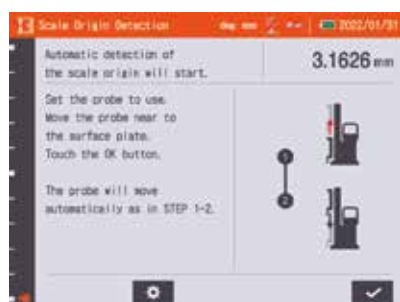 Scale Origin Detection
deg mm
2022/01/31
Automatic detection of
the scale origin will start.
3.1626 mm
Set the probe to use.
Move the probe near to
the surface plate.
Touch the OK button.
1
2
The probe will move
automatically as in STEP 1-2.